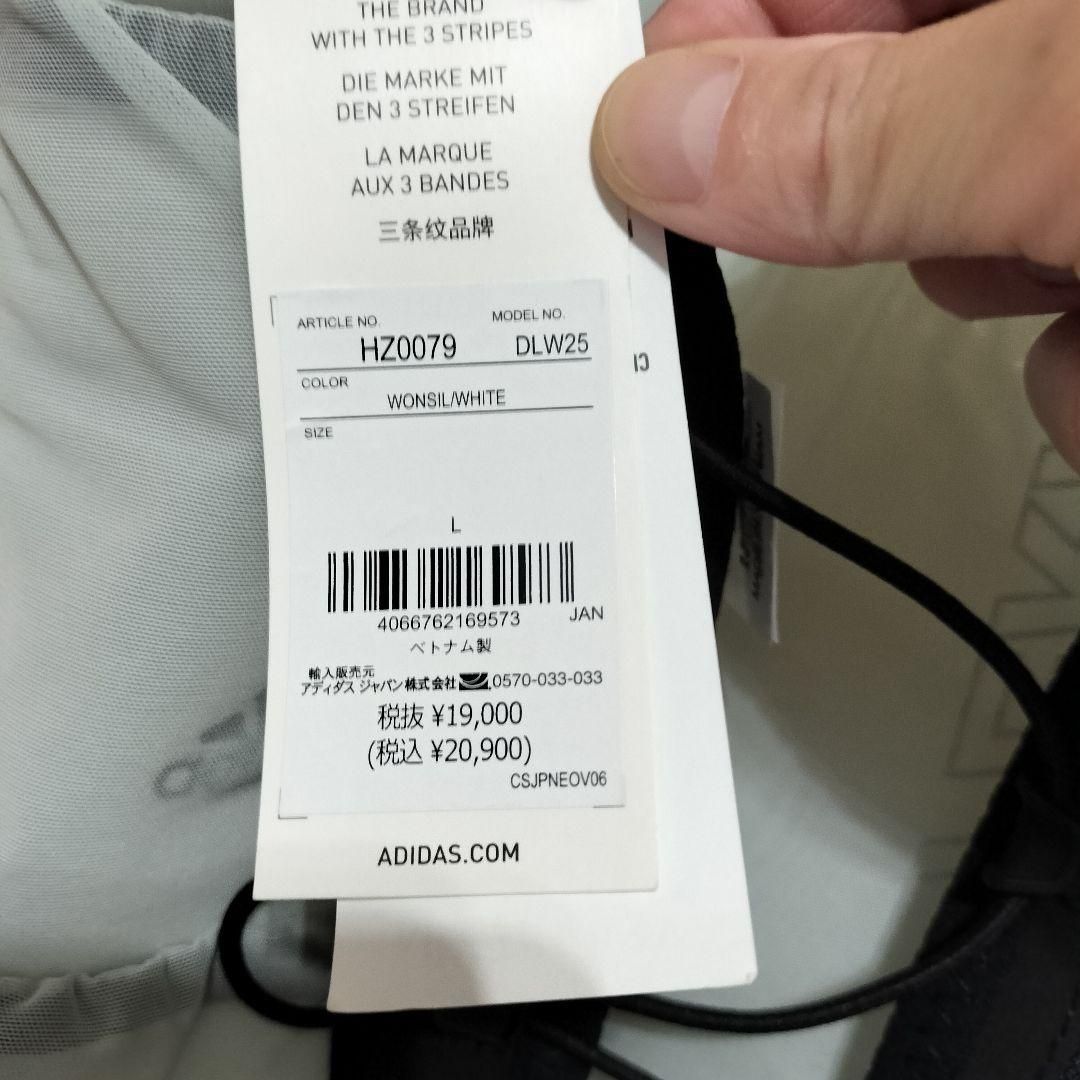 THE BRAND
WITH THE 3 STRIPES
DIE MARKE MIT
DEN 3 STREIFEN
LA MARQUE
AUX 3 BANDES
三条纹品牌
ARTICLE NO.
MODEL NO.
HZ0079
DLW25
COLOR
WONSIL/WHITE
SIZE
L
4066762169573
JAN
ベトナム製
輸入販売元
アディダス ジャパン株式会社
0570-033-033
税抜 ¥19,000
(税込 ¥20,900)
CSJPNEOV06
ADIDAS.COM